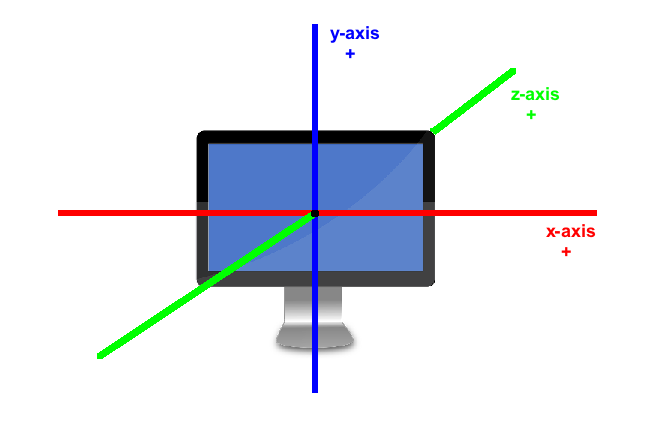 y-axis
+
z-axis
+
x-axis
+